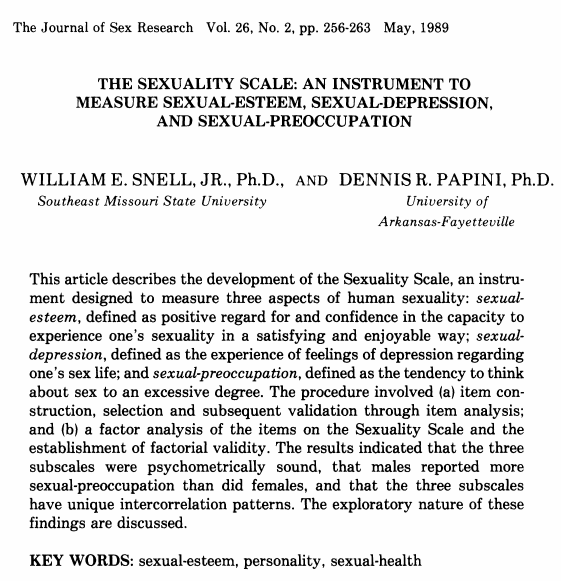 The Journal of Sex Research Vol. 26, No. 2, pp. 256-263 May, 1989
THE SEXUALITY SCALE: AN INSTRUMENT TO
MEASURE SEXUAL-ESTEEM, SEXUAL-DEPRESSION,
AND SEXUAL-PREOCCUPATION
WILLIAM E. SNELL, JR., Ph.D., AND DENNIS R. PAPINI, Ph.D.
Southeast Missouri State University
University of
Arkansas-Fayetteville
This article describes the development of the Sexuality Scale, an instru-
ment designed to measure three aspects of human sexuality: sexual-
esteem, defined as positive regard for and confidence in the capacity to
experience one's sexuality in a satisfying and enjoyable way; sexual-
depression, defined as the experience of feelings of depression regarding
one's sex life; and sexual-preoccupation, defined as the tendency to think
about sex to an excessive degree. The procedure involved (a) item con-
struction, selection and subsequent validation through item analysis;
and (b) a factor analysis of the items on the Sexuality Scale and the
establishment of factorial validity. The results indicated that the three
subscales were psychometrically sound, that males reported more
sexual-preoccupation than did females, and that the three subscales
have unique intercorrelation patterns. The exploratory nature of these
findings are discussed.
KEY WORDS: sexual-esteem, personality, sexual-health